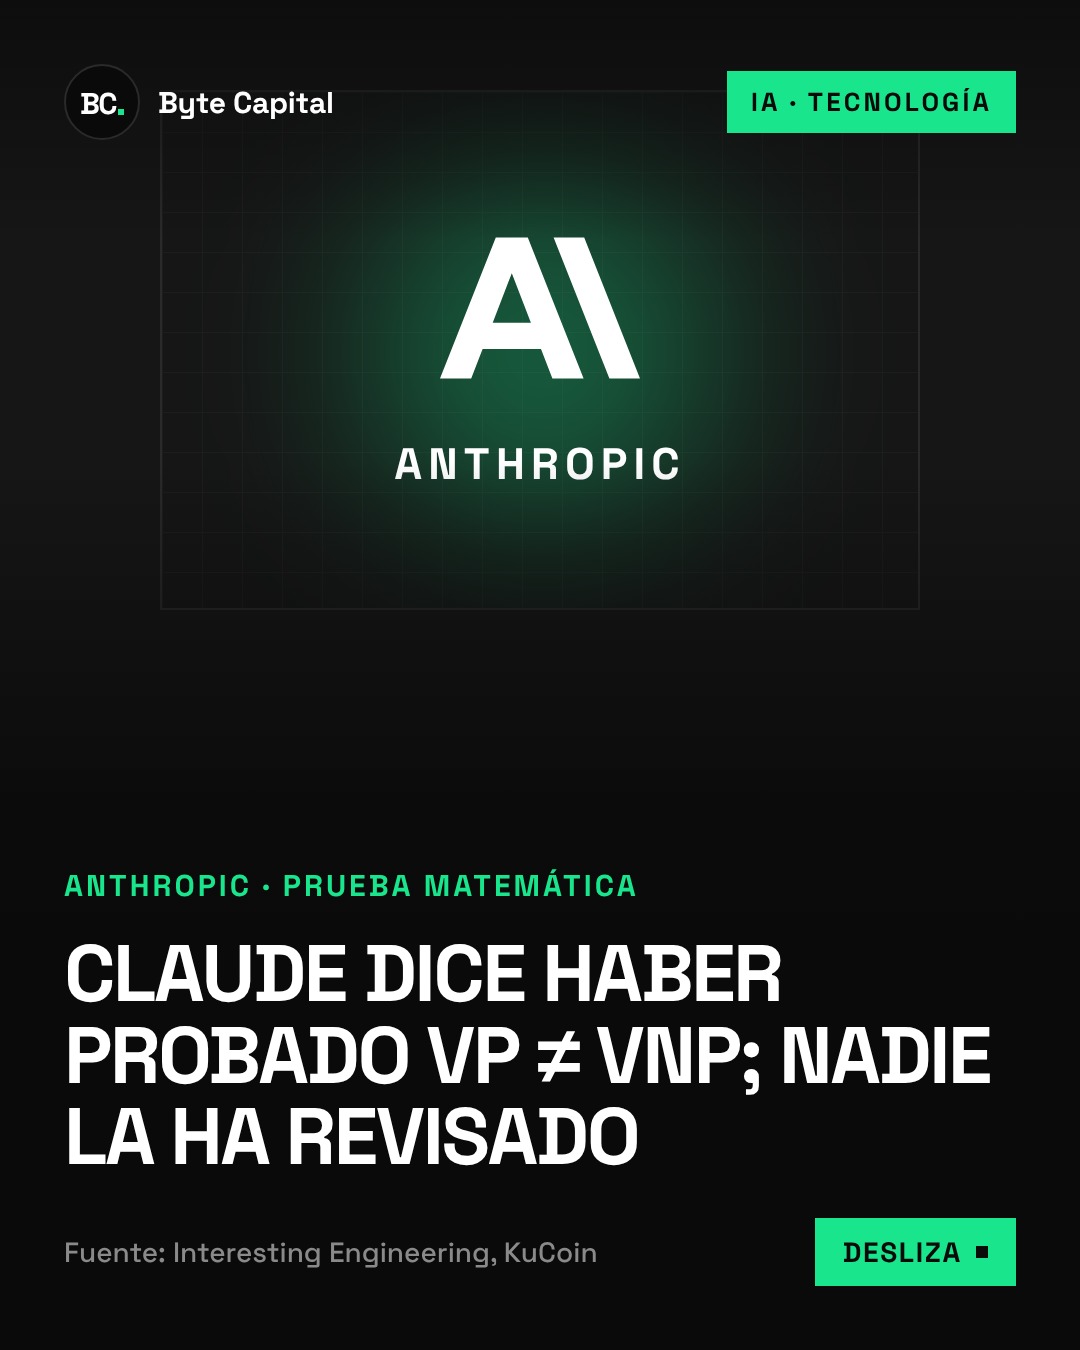 BC.
Byte Capital
IA · TECNOLOGÍA
A\
ANTHROPIC
ANTHROPIC · PRUEBA MATEMÁTICA
CLAUDE DICE HABER
PROBADO VP ≠ VNP; NADIE
LA HA REVISADO
Fuente: Interesting Engineering, KuCoin
DESLIZA